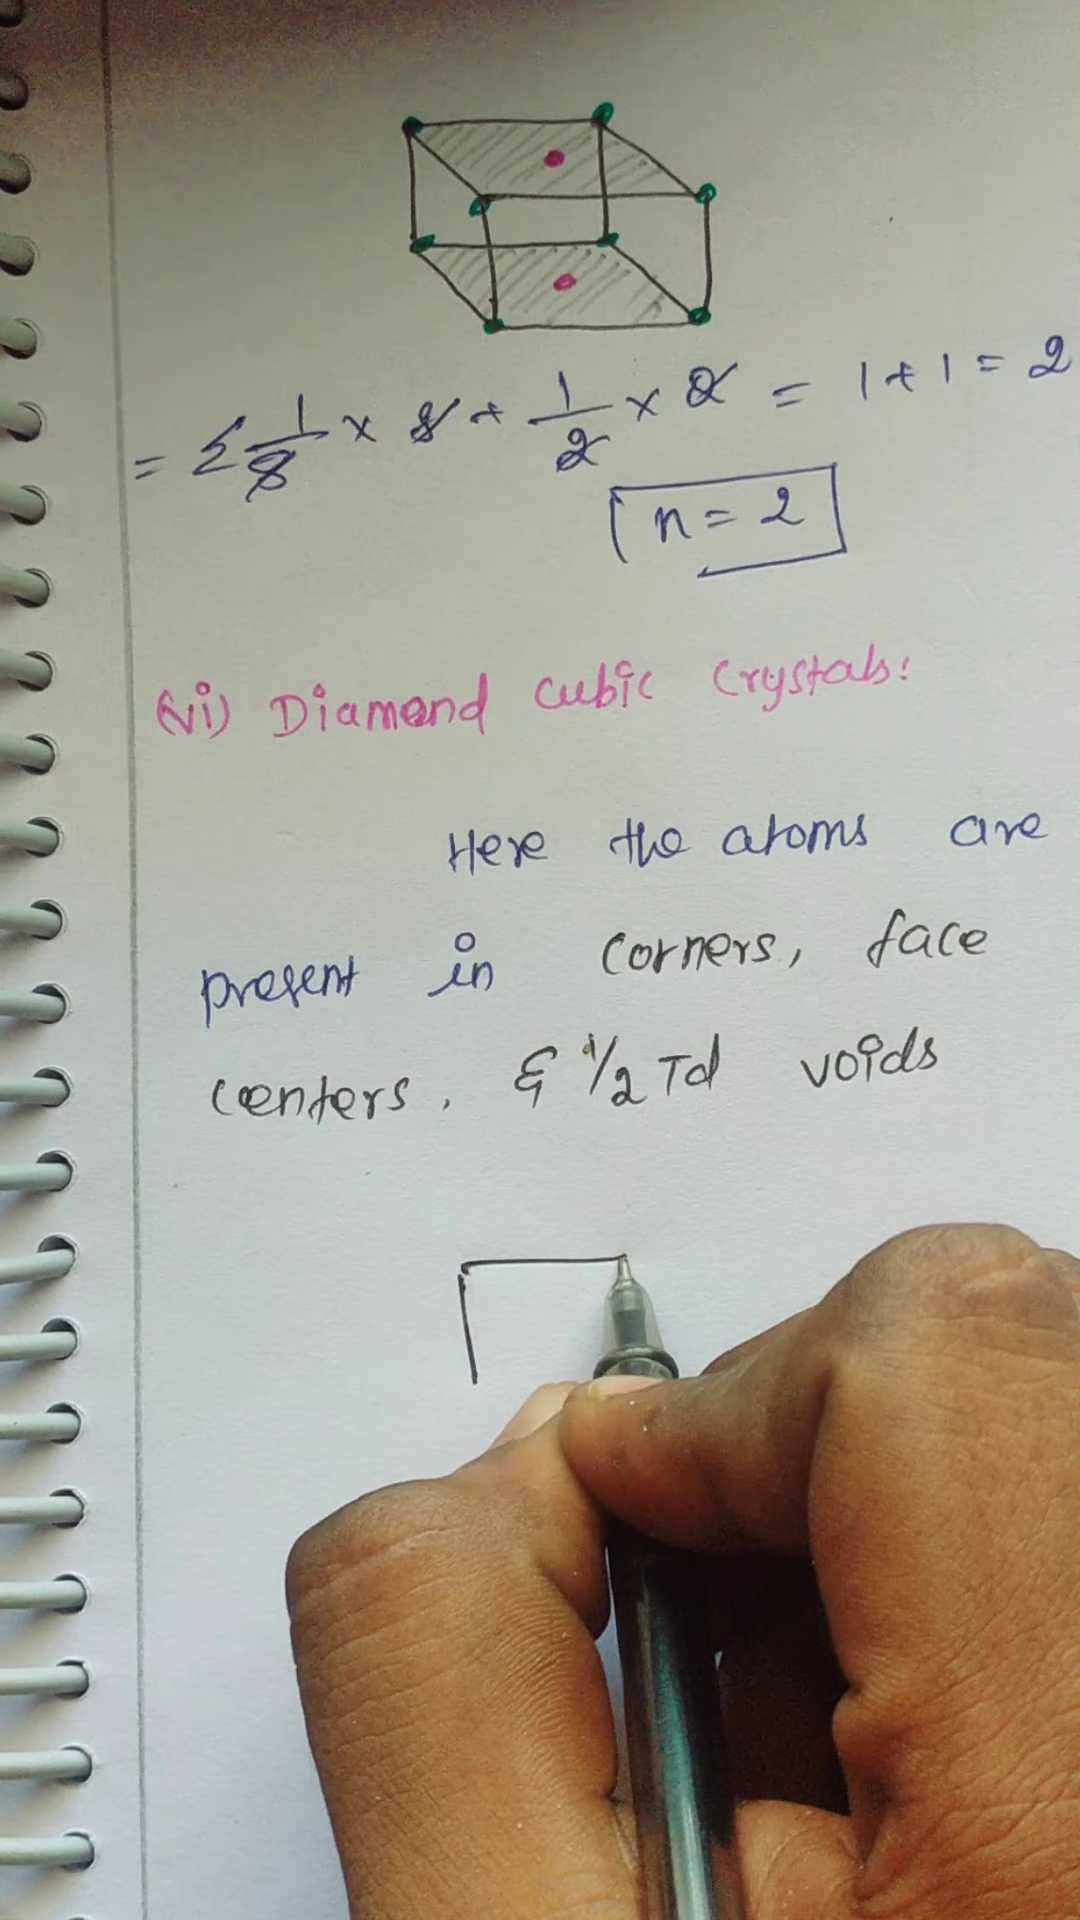 = Σ 1/8 × 8 + 1/2 × 2 = 1 + 1 = 2
n = 2
(vi) Diamond cubic crystals:
Here the atoms are
present in corners, face
centers, & 1/2 Td voids